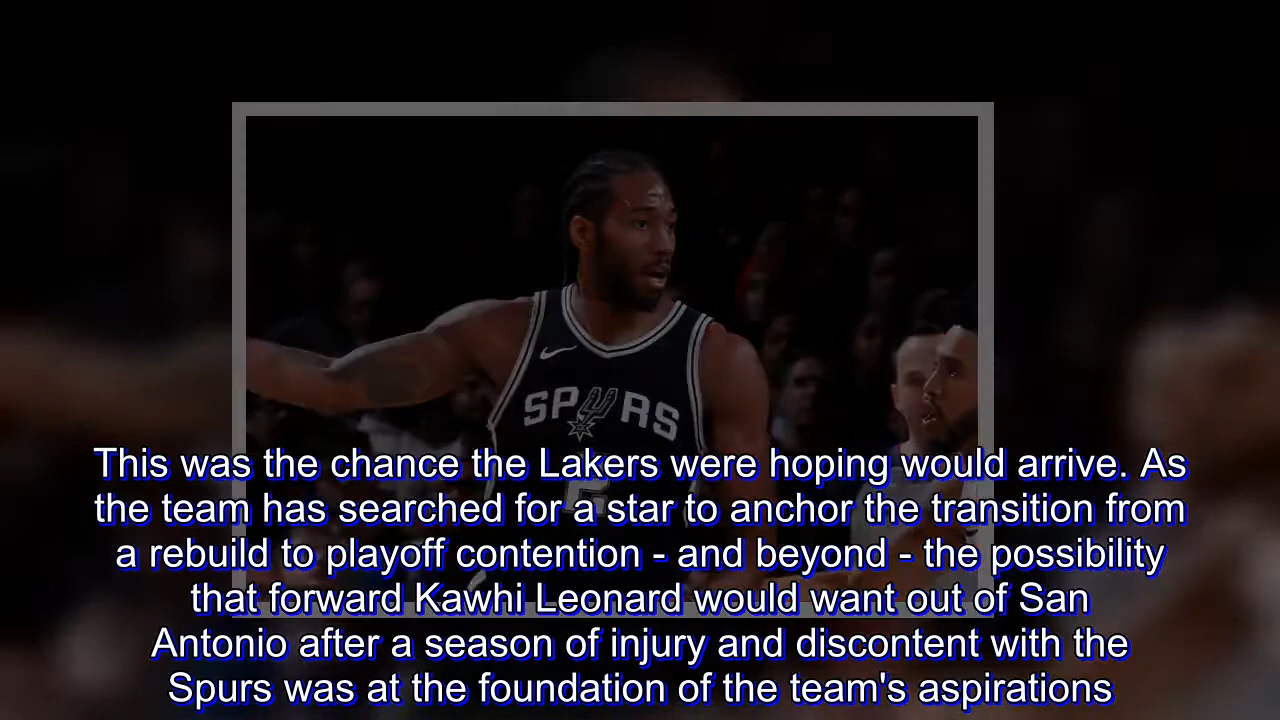 SPURS
This was the chance the Lakers were hoping would arrive. As
the team has searched for a star to anchor the transition from
a rebuild to playoff contention - and beyond - the possibility
that forward Kawhi Leonard would want out of San
Antonio after a season of injury and discontent with the
Spurs was at the foundation of the team's aspirations